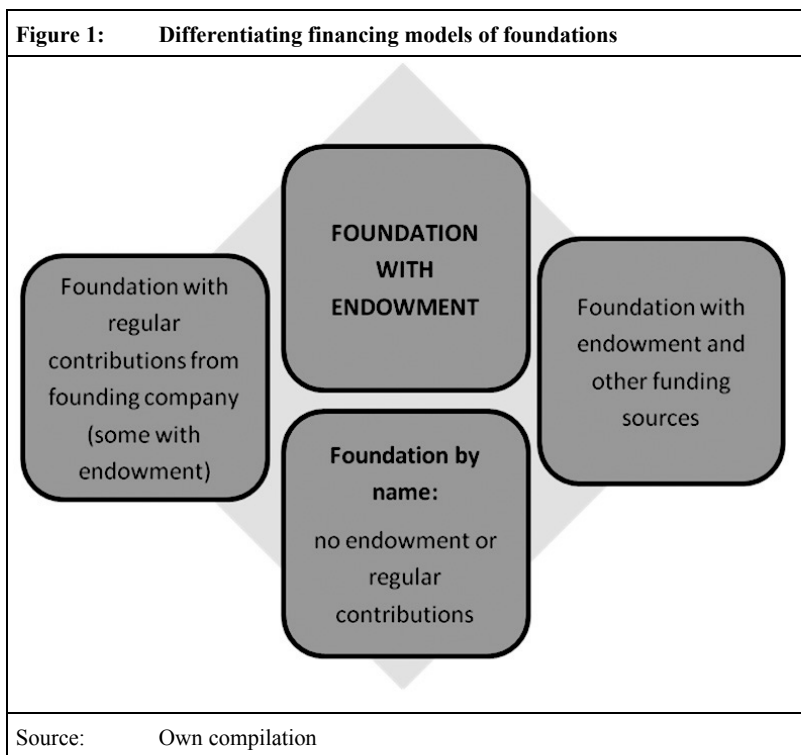 Figure 1: Differentiating financing models of foundations
FOUNDATION
WITH
ENDOWMENT
Foundation with
regular
contributions from
founding company
(some with
endowment)
Foundation with
endowment and
other funding
sources
Foundation by
name:
no endowment or
regular
contributions
Source: Own compilation